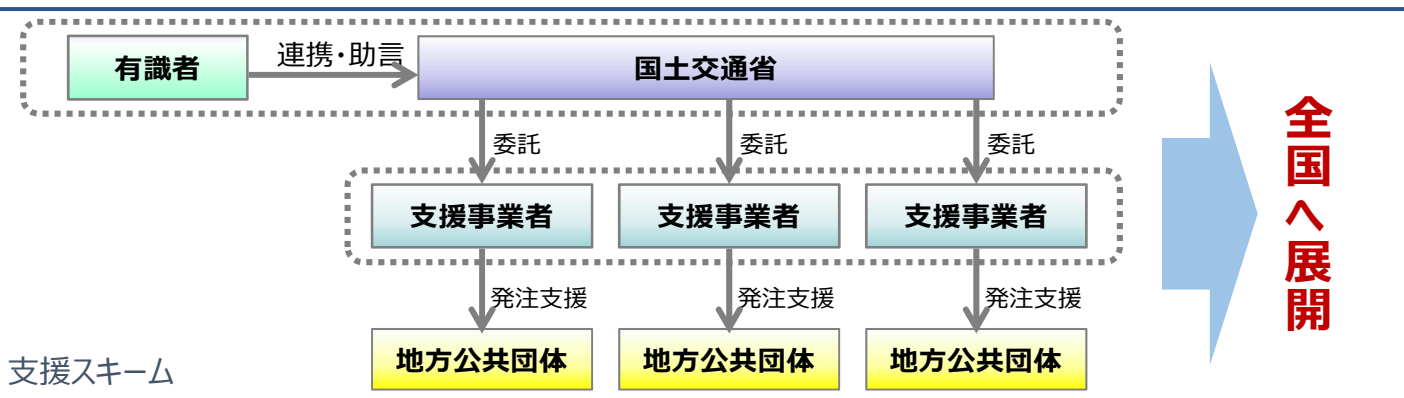 有識者
連携・助言
国土交通省
委託
委託
委託
支援事業者
支援事業者
支援事業者
発注支援
発注支援
発注支援
地方公共団体
地方公共団体
地方公共団体
支援スキーム
全国へ展開